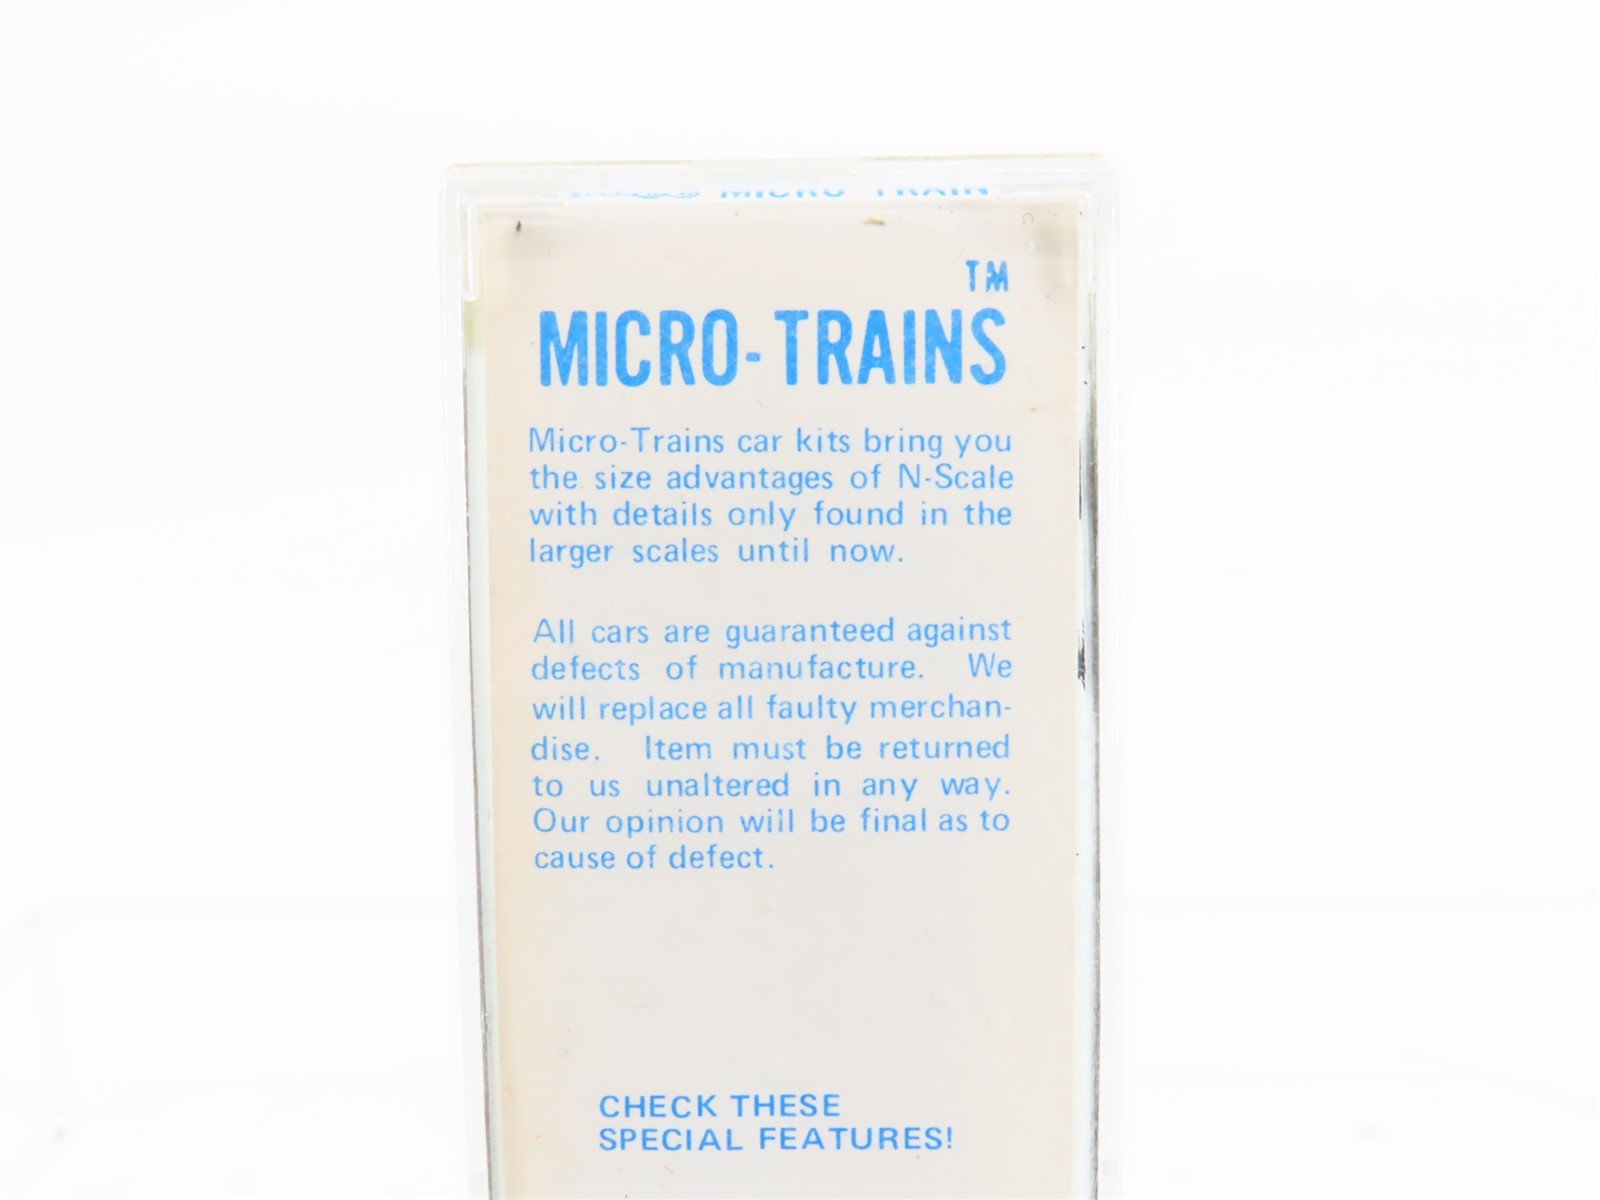 MICRO-TRAIN
TM
MICRO-TRAINS
Micro-Trains car kits bring you
the size advantages of N-Scale
with details only found in the
larger scales until now.
All cars are guaranteed against
defects of manufacture. We
will replace all faulty merchan-
dise. Item must be returned
to us unaltered in any way.
Our opinion will be final as to
cause of defect.
CHECK THESE
SPECIAL FEATURES!